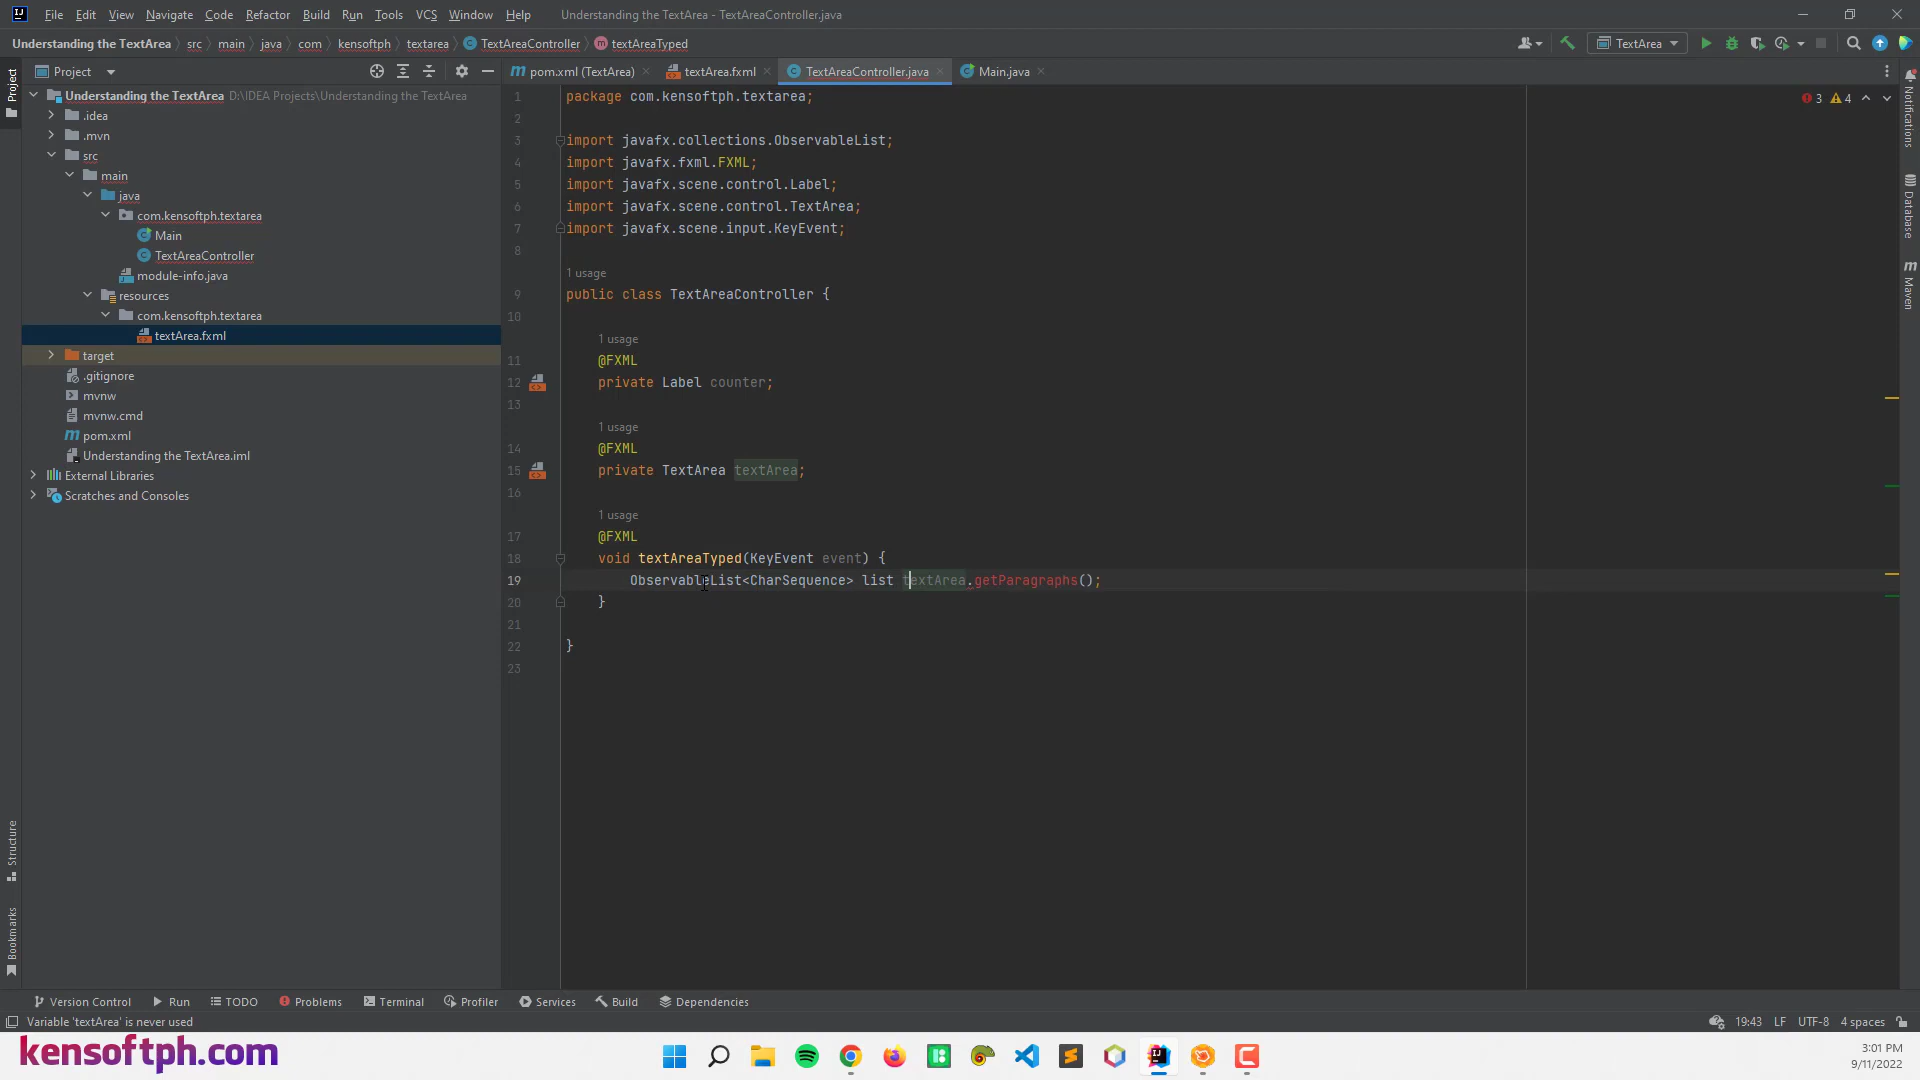 File Edit View Navigate Code Refactor Build Run Tools VCS Window Help Understanding the TextArea - TextAreaController.java
Understanding the TextArea src main java com kensoftph textarea TextAreaController textAreaTyped TextArea
Project
pom.xml (TextArea) textArea.fxml TextAreaController.java Main.java
Understanding the TextArea D:\IDEA Projects\Understanding the TextArea
.idea
.mvn
src
main
java
com.kensoftph.textarea
Main
TextAreaController
module-info.java
resources
com.kensoftph.textarea
textArea.fxml
target
.gitignore
mvnw
mvnw.cmd
pom.xml
Understanding the TextArea.iml
External Libraries
Scratches and Consoles
3 4
1 package com.kensoftph.textarea;
2
3 import javafx.collections.ObservableList;
4 import javafx.fxml.FXML;
5 import javafx.scene.control.Label;
6 import javafx.scene.control.TextArea;
7 import javafx.scene.input.KeyEvent;
8
1 usage
9 public class TextAreaController {
10
1 usage
11 @FXML
12 private Label counter;
13
1 usage
14 @FXML
15 private TextArea textArea;
16
1 usage
17 @FXML
18 void textAreaTyped(KeyEvent event) {
19 ObservableList<CharSequence> list textArea.getParagraphs();
20 }
21
22 }
23
Project
Structure
Bookmarks
Notifications
Database
Maven
Version Control Run TODO Problems Terminal Profiler Services Build Dependencies
Variable 'textArea' is never used 19:43 LF UTF-8 4 spaces
kensoftph.com
3:01 PM
9/11/2022